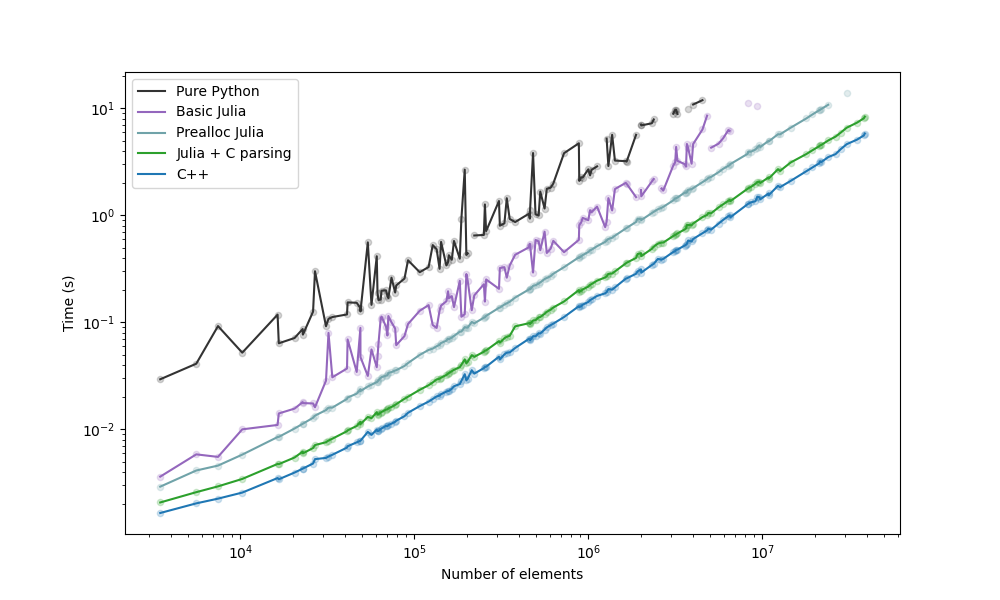 Pure Python
Basic Julia
Prealloc Julia
Julia + C parsing
C++
10¹
10⁰
10⁻¹
10⁻²
Time (s)
10⁴
10⁵
10⁶
10⁷
Number of elements